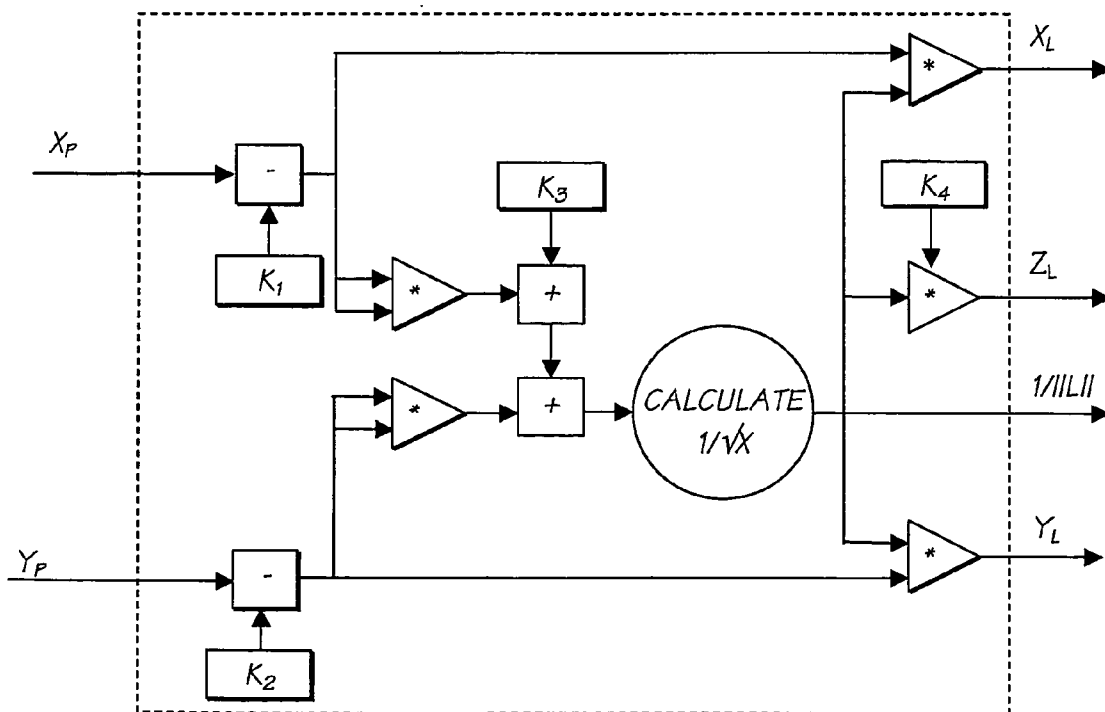 X_L
*
X_P
-
K_3
K_4
K_1
*
+
*
Z_L
*
+
CALCULATE
1/√X
1/||L||
Y_P
-
*
Y_L
K_2